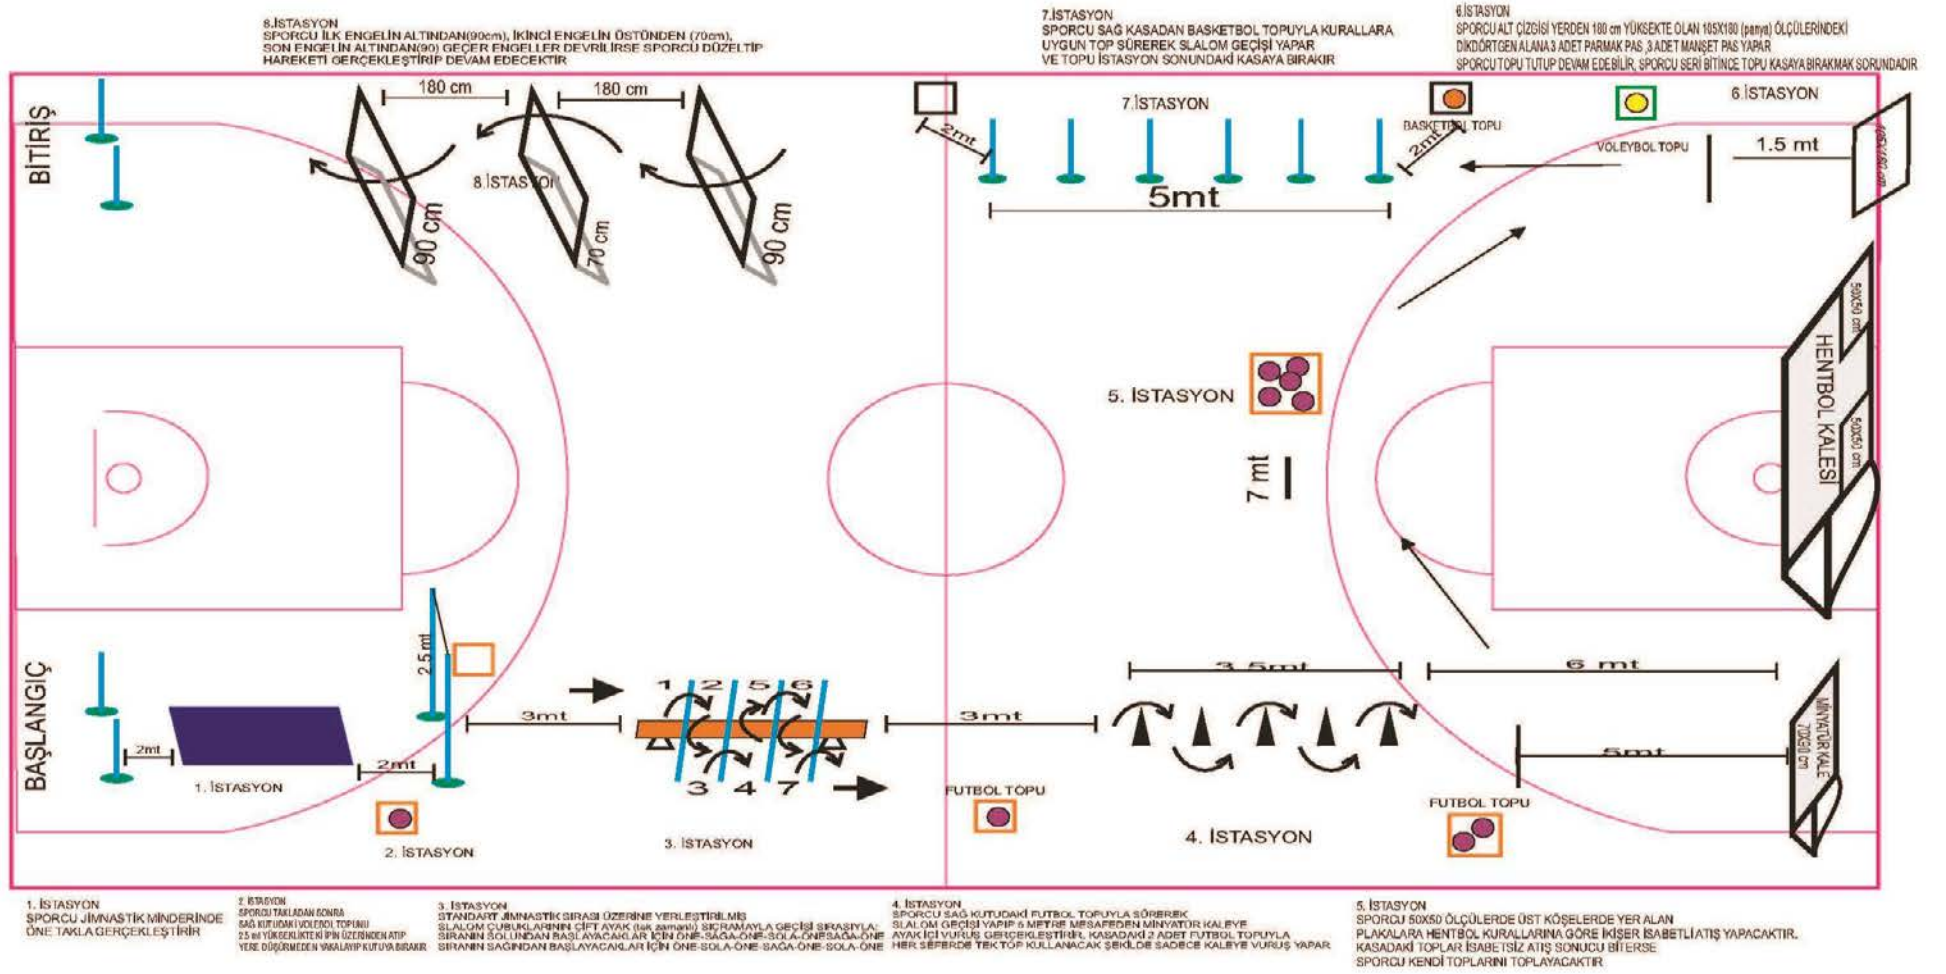 8.İSTASYON
SPORCU İLK ENGELİN ALTINDAN(90cm), İKİNCİ ENGELİN ÜSTÜNDEN (70cm),
SON ENGELİN ALTINDAN(90) GEÇER ENGELLER DEVRİLİRSE SPORCU DÜZELTİP
HAREKETİ GERÇEKLEŞTİRİP DEVAM EDECEKTİR
7.İSTASYON
SPORCU SAĞ KASADAN BASKETBOL TOPUYLA KURALLARA
UYGUN TOP SÜREREK SLALOM GEÇİŞİ YAPAR
VE TOPU İSTASYON SONUNDAKİ KASAYA BIRAKIR
6.İSTASYON
SPORCU ALT ÇİZGİSİ YERDEN 180 cm YÜKSEKTE OLAN 105X180 (panya) ÖLÇÜLERİNDEKİ
DİKDÖRTGEN ALANA 3 ADET PARMAK PAS ,3 ADET MANŞET PAS YAPAR
SPORCU TOPU TUTUP DEVAM EDEBİLİR, SPORCU SERİ BİTİNCE TOPU KASAYA BIRAKMAK SORUNDADIR
BİTİRİŞ
180 cm
180 cm
8.İSTASYON
90 cm
70 cm
90 cm
2mt
7.İSTASYON
5mt
BASKETBOL TOPU
2mt
6.İSTASYON
VOLEYBOL TOPU
1.5 mt
105X180 cm
50X50 cm
HENTBOL KALESİ
50X50 cm
5. İSTASYON
7 mt
BAŞLANGIÇ
2mt
1. İSTASYON
2mt
2.5 mt
2. İSTASYON
3mt
1 2 5 6
3 4 7
3. İSTASYON
3mt
FUTBOL TOPU
3.5mt
4. İSTASYON
6 mt
5mt
FUTBOL TOPU
MİNYATÜR KALE
70X90 cm
1. İSTASYON
SPORCU JİMNASTİK MİNDERİNDE
ÖNE TAKLA GERÇEKLEŞTİRİR
2. İSTASYON
SPORCU TAKLADAN SONRA
SAĞ KUTUDAKİ VOLEBOL TOPUNU
2.5 mt YÜKSEKLİKTEKİ İPİN ÜZERİNDEN ATIP
YERE DÜŞÜRMEDEN YAKALAYIP KUTUYA BIRAKIR
3. İSTASYON
STANDART JİMNASTİK SIRASI ÜZERİNE YERLEŞTİRİLMİŞ
SLALOM ÇUBUKLARININ ÇİFT AYAK (tek zamanlı) SIÇRAMAYLA GEÇİŞİ SIRASIYLA;
SIRANIN SOLUNDAN BAŞLAYACAKLAR İÇİN ÖNE-SAĞA-ÖNE-SOLA-ÖNESAĞA-ÖNE
SIRANIN SAĞINDAN BAŞLAYACAKLAR İÇİN ÖNE-SOLA-ÖNE-SAĞA-ÖNE-SOLA-ÖNE
4. İSTASYON
SPORCU SAĞ KUTUDAKİ FUTBOL TOPUYLA SÜREREK
SLALOM GEÇİŞİ YAPIP 5 METRE MESAFEDEN MİNYATÜR KALEYE
AYAK İÇİ VURUŞ GERÇEKLEŞTİRİR, KASADAKİ 2 ADET FUTBOL TOPUYLA
HER SEFERDE TEK TOP KULLANACAK ŞEKİLDE SADECE KALEYE VURUŞ YAPAR
5. İSTASYON
SPORCU 50X50 ÖLÇÜLERDE ÜST KÖŞELERDE YER ALAN
PLAKALARA HENTBOL KURALLARINA GÖRE İKİŞER İSABETLİ ATIŞ YAPACAKTIR.
KASADAKİ TOPLAR İSABETSİZ ATIŞ SONUCU BİTERSE
SPORCU KENDİ TOPLARINI TOPLAYACAKTIR